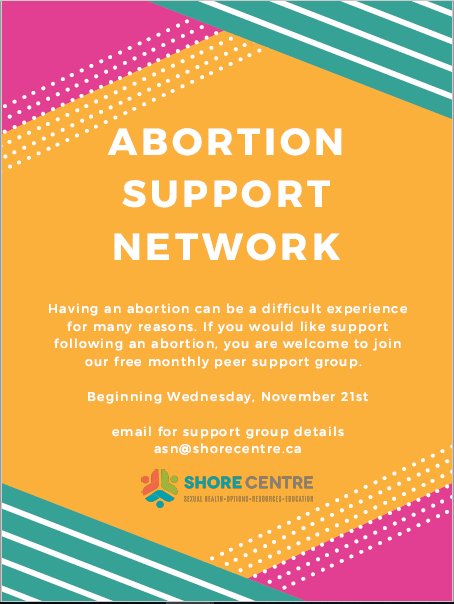 ABORTION
SUPPORT
NETWORK
Having an abortion can be a difficult experience
for many reasons. If you would like support
following an abortion, you are welcome to join
our free monthly peer support group.
Beginning Wednesday, November 21st
email for support group details
asn@shorecentre.ca
SHORE CENTRE
SEXUAL HEALTH•OPTIONS•RESOURCES•EDUCATION